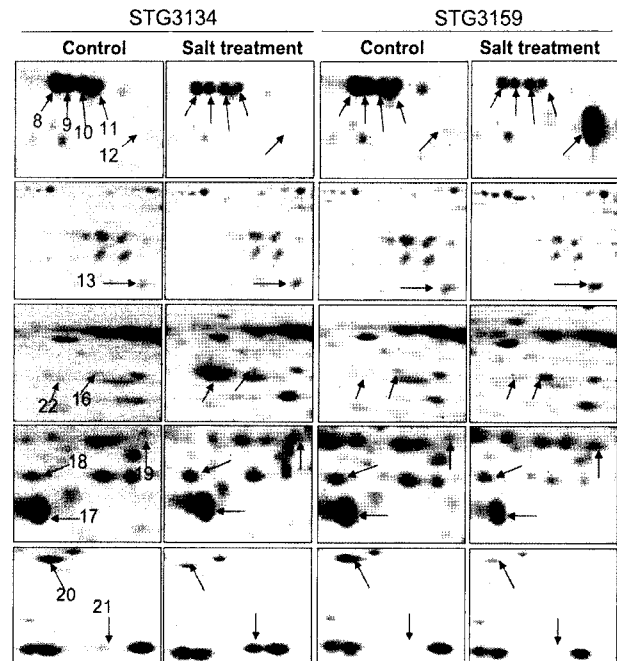 STG3134 STG3159
Control Salt treatment Control Salt treatment
8 9 10 11
12
13
22 16
18 19
17
20 21